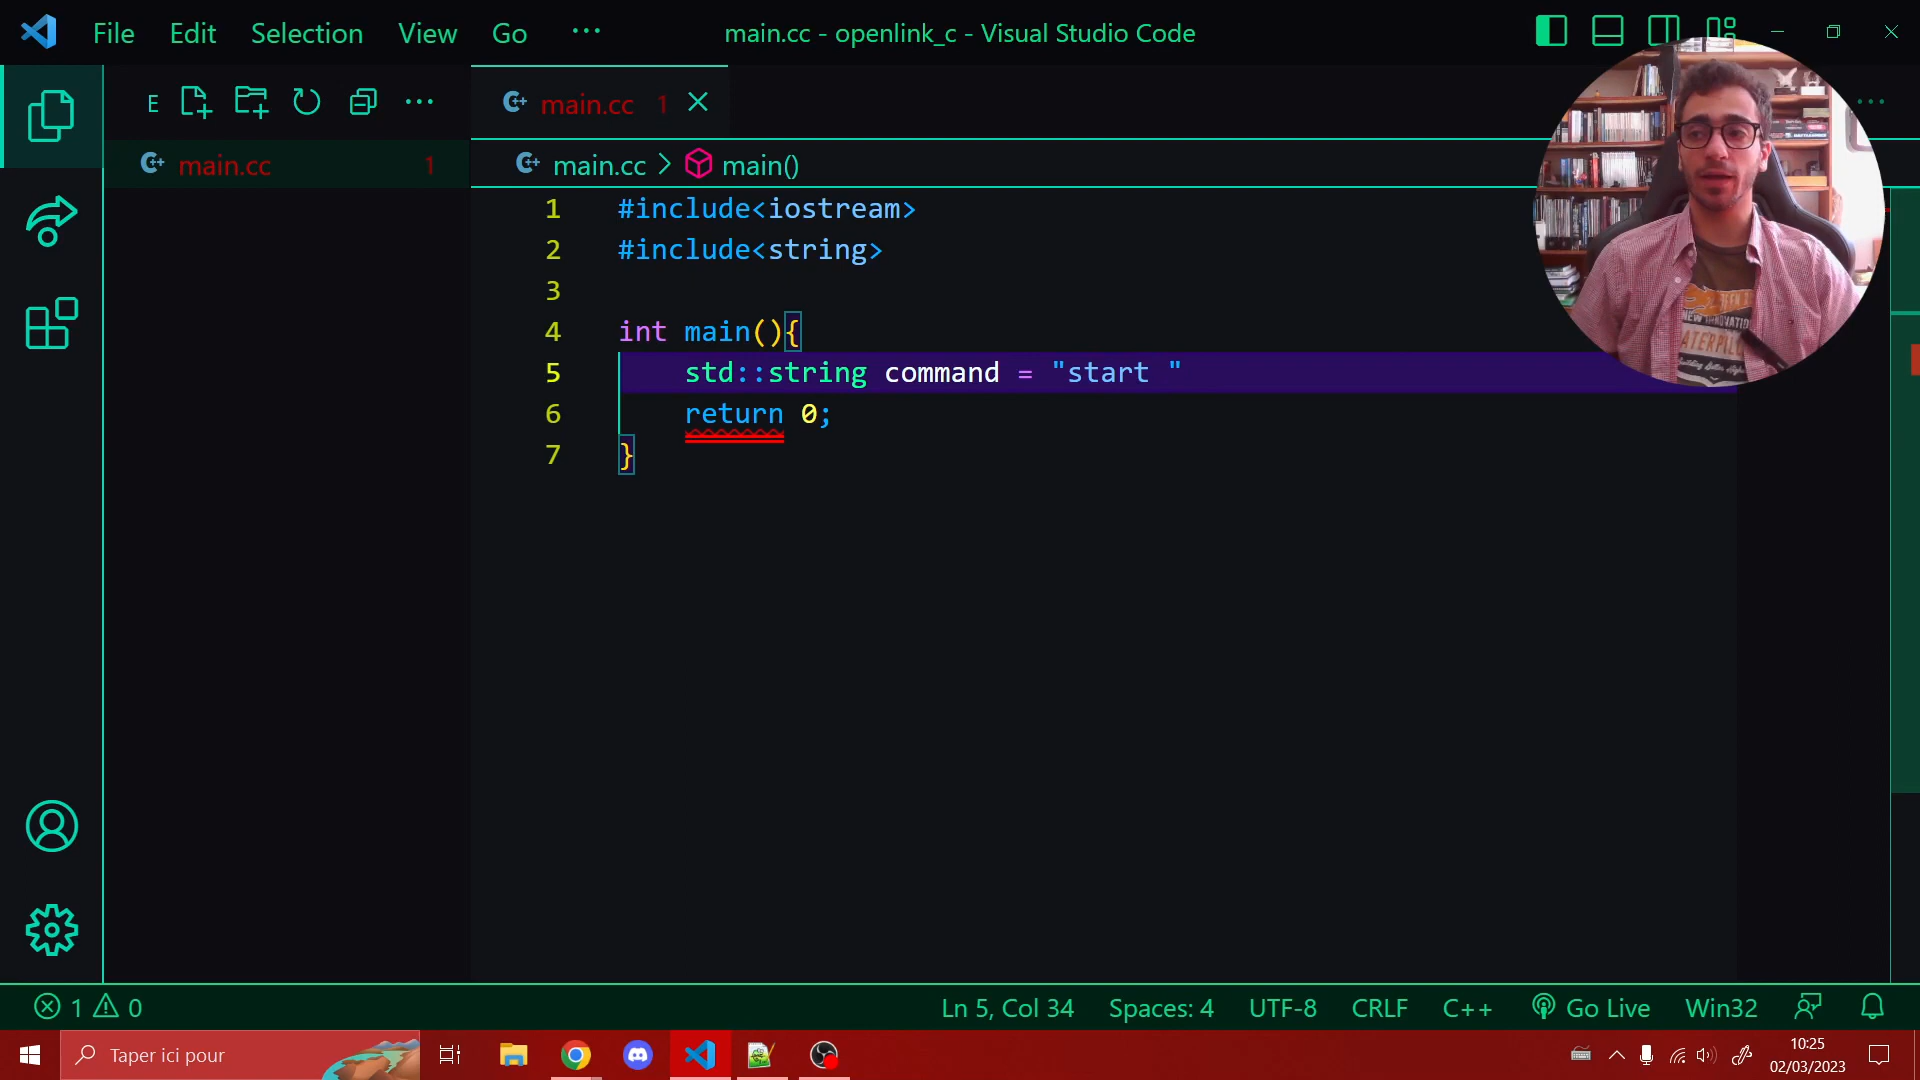 File Edit Selection View Go ··· main.cc - openlink_c - Visual Studio Code
E
main.cc 1
main.cc 1
main.cc > main()
1 #include<iostream>
2 #include<string>
3
4 int main(){
5 std::string command = "start "
6 return 0;
7 }
NEW INNOVATION
CATERPIL
1 0 Ln 5, Col 34 Spaces: 4 UTF-8 CRLF C++ Go Live Win32
Taper ici pour
10:25
02/03/2023